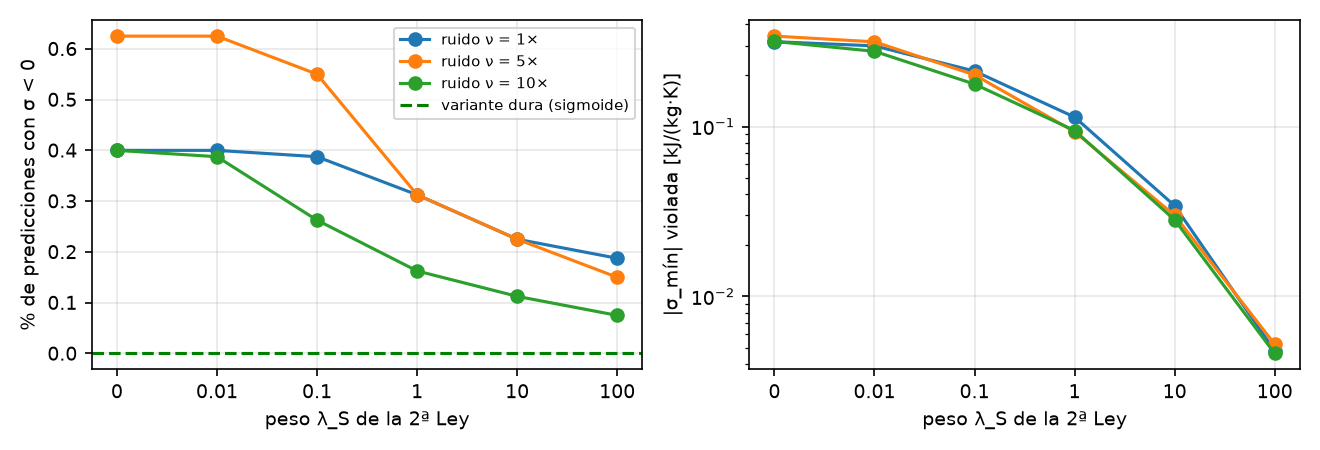 % de predicciones con σ < 0
0.6
0.5
0.4
0.3
0.2
0.1
0.0
ruido ν = 1×
ruido ν = 5×
ruido ν = 10×
variante dura (sigmoide)
0 0.01 0.1 1 10 100
peso λ_S de la 2ª Ley
|σ_mín| violada [kJ/(kg·K)]
10⁻¹
10⁻²
0 0.01 0.1 1 10 100
peso λ_S de la 2ª Ley